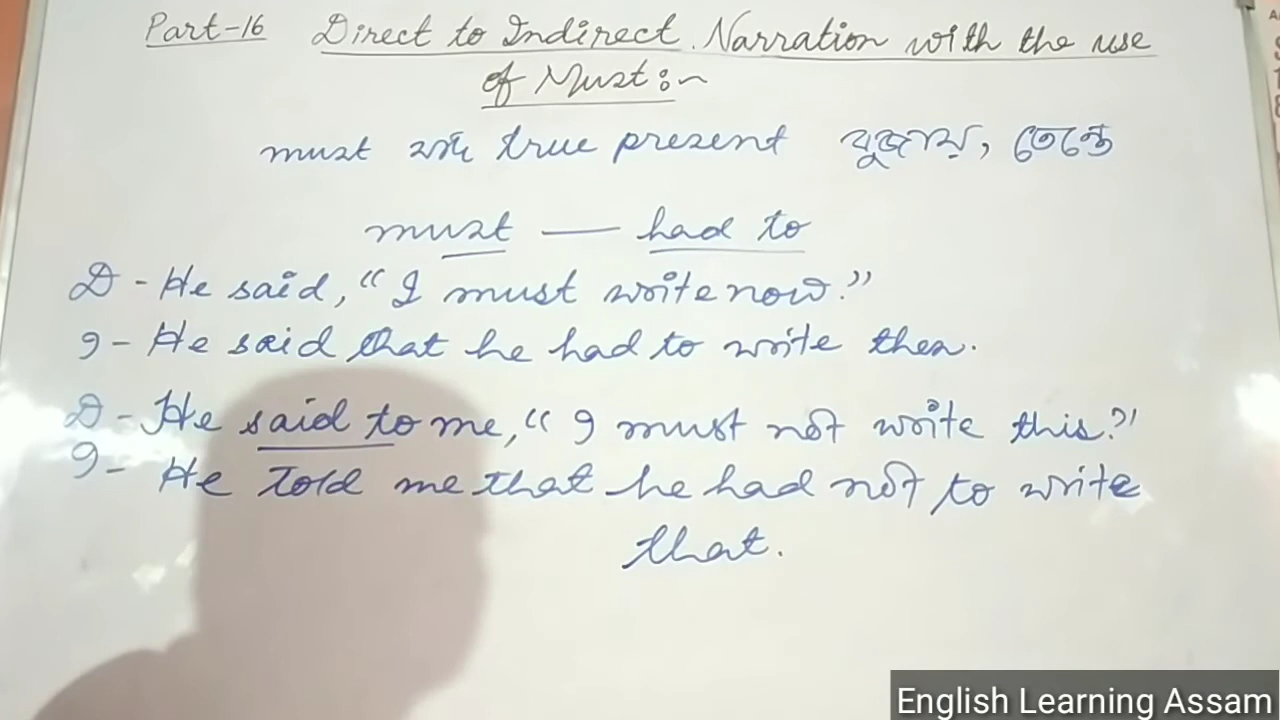 Part-16 Direct to Indirect Narration with the use
of Must:~
must যদি true present বুজায়, তেন্তে
must — had to
D - He said, "I must write now."
I - He said that he had to write then.
D - He said to me, "I must not write this."
I - He told me that he had not to write
that.
English Learning Assam